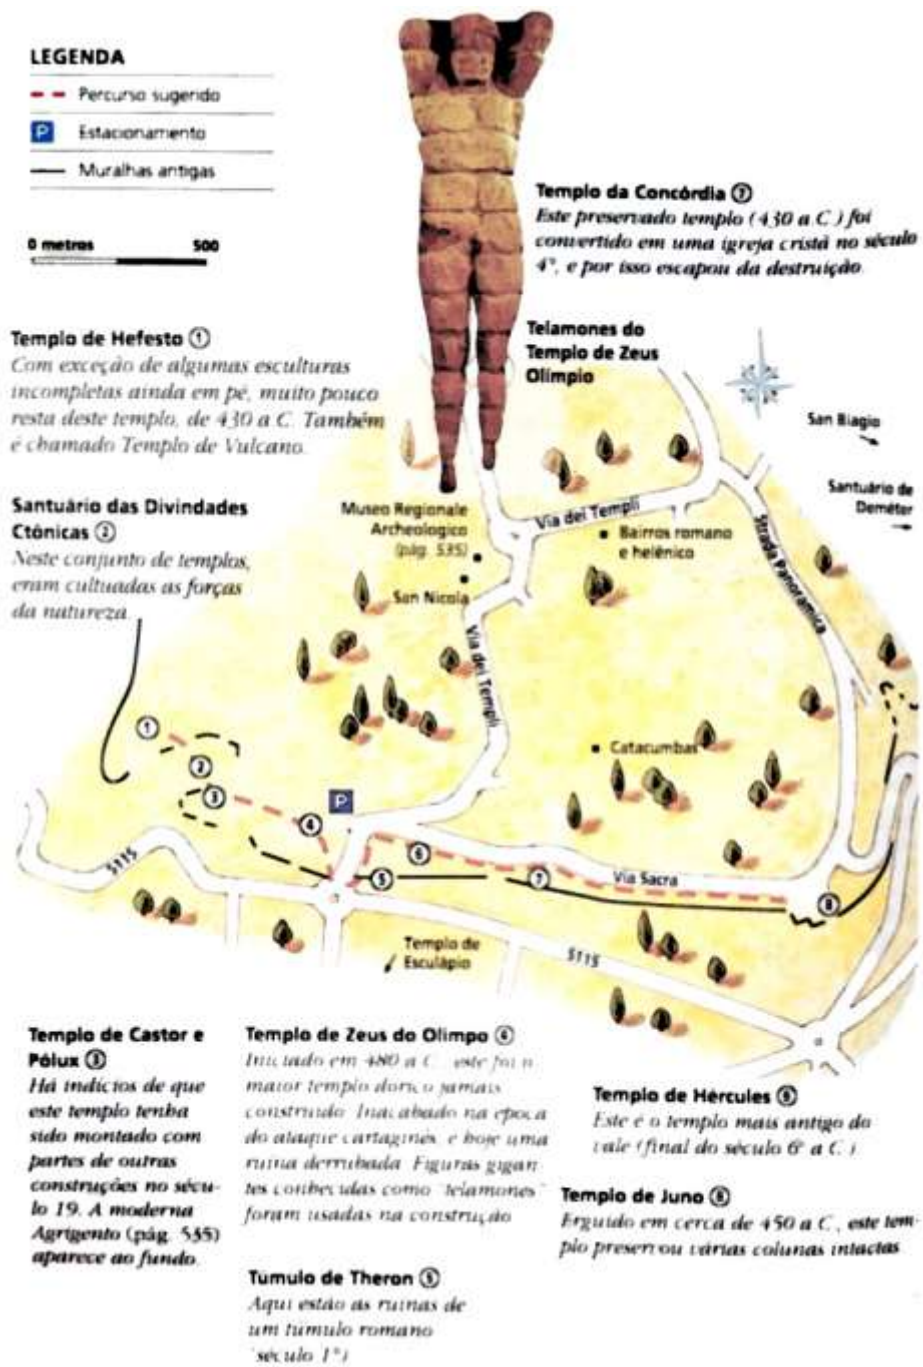 LEGENDA
Percurso sugerido
P Estacionamento
Muralhas antigas
0 metros 500
Templo da Concórdia ⑦
Este preservado templo (430 a.C.) foi
convertido em uma igreja cristã no século
4º, e por isso escapou da destruição.
Templo de Hefesto ①
Com exceção de algumas esculturas
incompletas ainda em pé, muito pouco
resta deste templo, de 430 a.C. Também
é chamado Templo de Vulcano.
Telamones do
Templo de Zeus
Olímpio
Santuário das Divindades
Ctônicas ②
Neste conjunto de templos,
eram cultuadas as forças
da natureza.
San Biagio
Santuário de
Deméter
Museo Regionale
Archeologico
(pág. 535)
San Nicola
Via dei Templi
Bairros romano
e helênico
Strada Panoramica
Via dei Templi
Catacumbas
①
②
③
P
④
⑤
⑥
⑦
Via Sacra
⑧
S115
S115
Templo de
Esculápio
Templo de Castor e
Pólux ③
Há indícios de que
este templo tenha
sido montado com
partes de outras
construções no sécu-
lo 19. A moderna
Agrigento (pág. 535)
aparece ao fundo.
Templo de Zeus do Olimpo ④
Iniciado em 480 a.C., este foi o
maior templo dórico jamais
construído. Inacabado na época
do ataque cartaginês, é hoje uma
ruína derrubada. Figuras gigan-
tes conhecidas como "telamones"
foram usadas na construção
Túmulo de Theron ⑤
Aqui estão as ruínas de
um túmulo romano
século 1º)
Templo de Hércules ⑥
Este é o templo mais antigo do
vale (final do século 6º a.C.)
Templo de Juno ⑧
Erguido em cerca de 450 a.C., este tem-
plo preservou várias colunas intactas